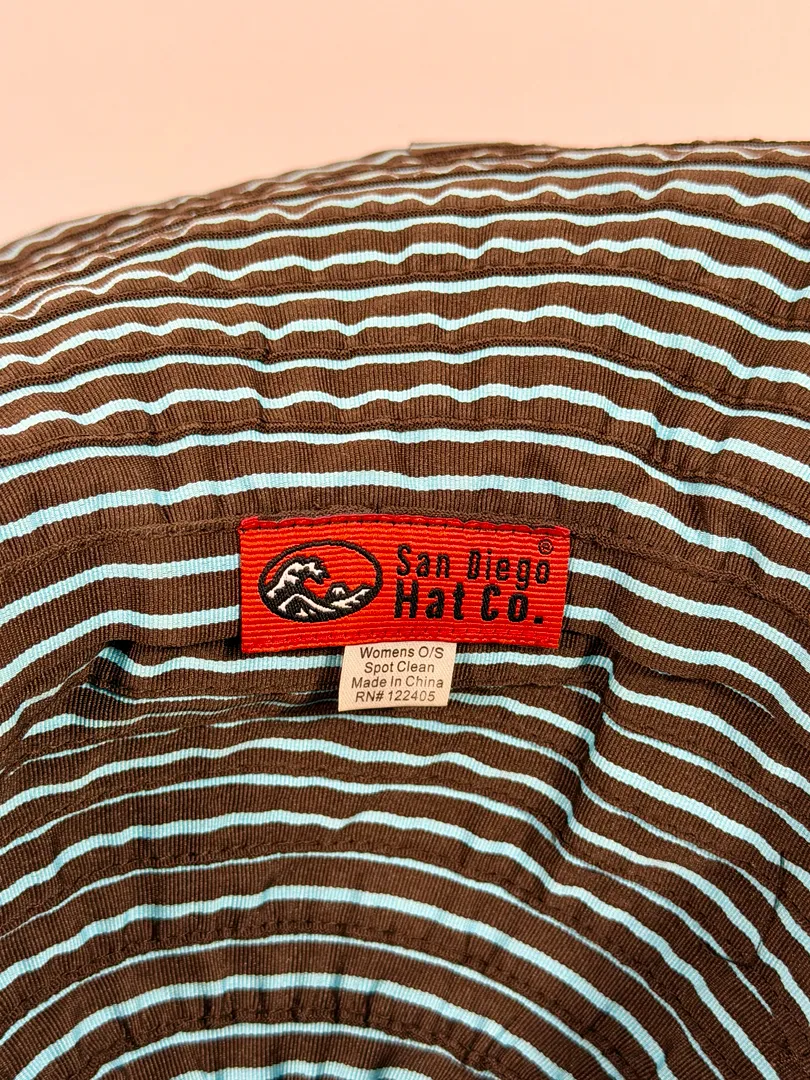 San Diego®
Hat Co.
Womens O/S
Spot Clean
Made In China
RN# 122405